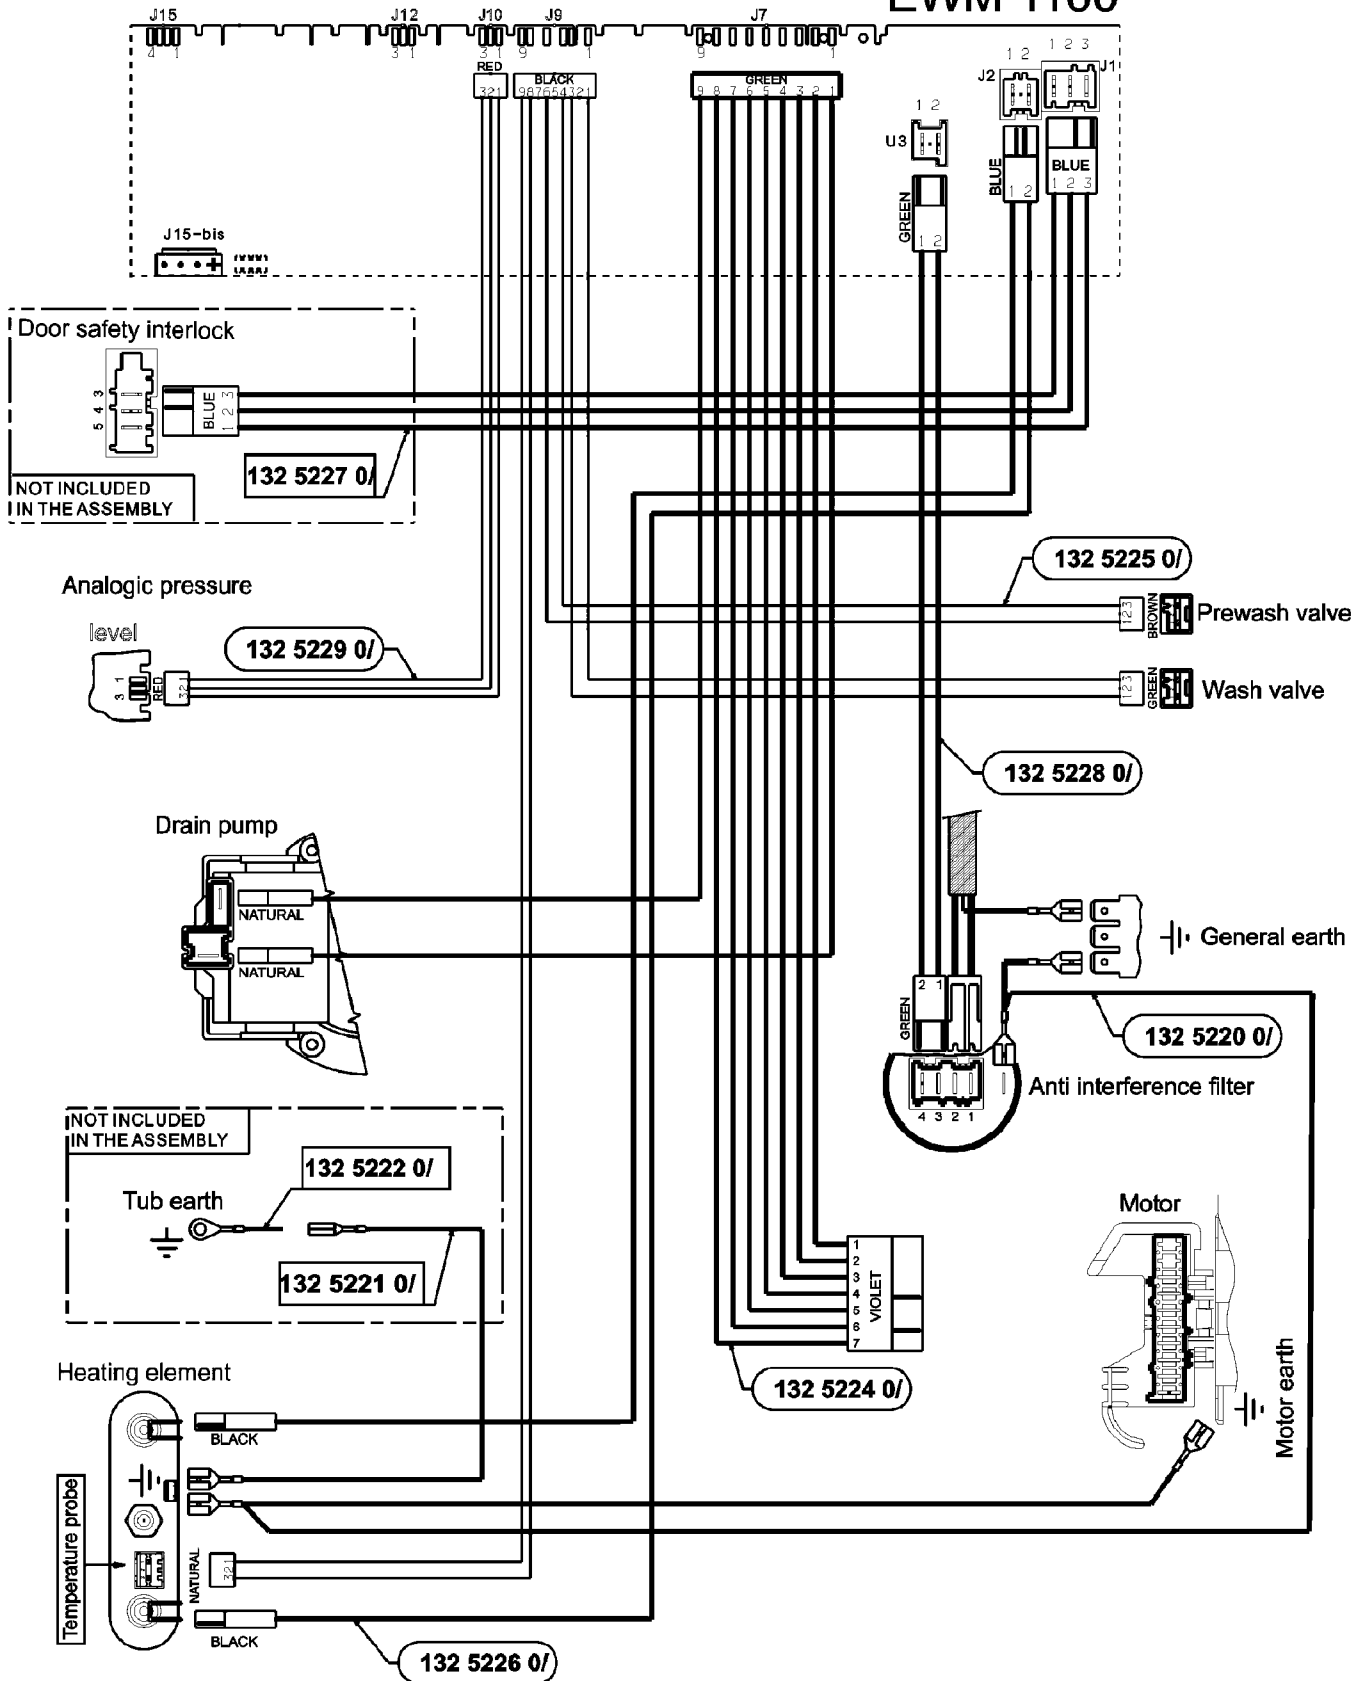 J15 J12 J10 J9 J7
4 1 3 1 3 1 9 1 9 1
RED BLACK GREEN
321 987654321 9 8 7 6 5 4 3 2 1
1 2 1 2 3
J2 J1
1 2
U3
BLUE BLUE
1 2 1 2 3
GREEN
1 2
J15-bis
Door safety interlock
3 4 5
BLUE
1 2 3
132 5227 0/
NOT INCLUDED
IN THE ASSEMBLY
132 5225 0/
Analogic pressure
level
132 5229 0/
3 1
RED
321
123
BROWN
Prewash valve
123
GREEN
Wash valve
132 5228 0/
Drain pump
NATURAL
NATURAL
General earth
2 1
GREEN
132 5220 0/
Anti interference filter
4 3 2 1
NOT INCLUDED
IN THE ASSEMBLY
132 5222 0/
Tub earth
132 5221 0/
Motor
1
2
3
4
5
6
7
VIOLET
132 5224 0/
Motor earth
Heating element
BLACK
Temperature probe
NATURAL
321
BLACK
132 5226 0/